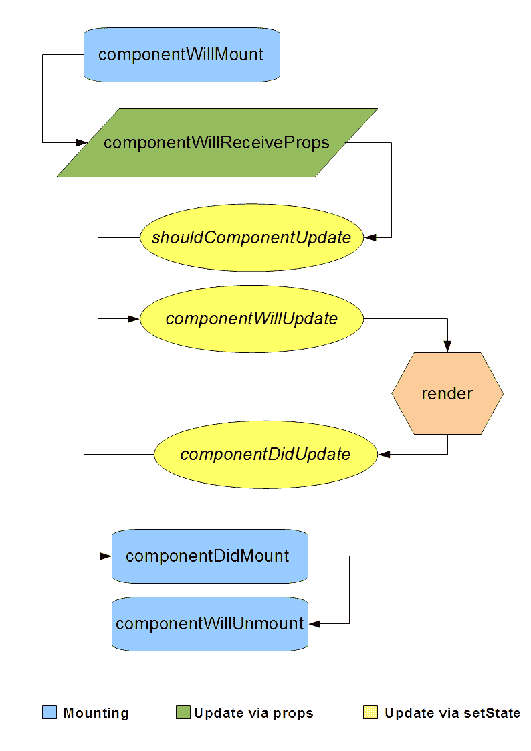 componentWillMount
componentWillReceiveProps
shouldComponentUpdate
componentWillUpdate
render
componentDidUpdate
componentDidMount
componentWillUnmount
Mounting Update via props Update via setState